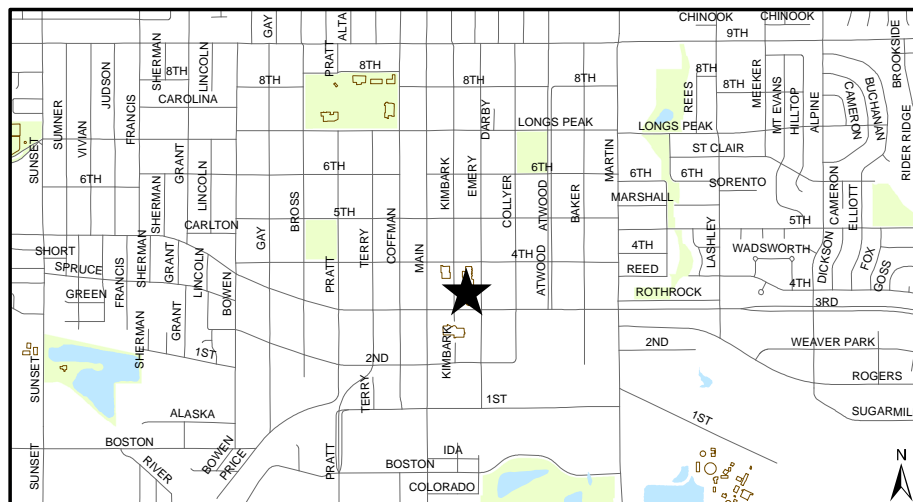 CHINOOK CHINOOK
9TH
GAY
ALTA
PRATT
SHERMAN
LINCOLN
BROOKSIDE
JUDSON
8TH
8TH
8TH
8TH
8TH
8TH
8TH
MEEKER
REES
MT EVANS
HILLTOP
ALPINE
CAMERON
BUCHANAN
CAROLINA
SUMNER
VIVIAN
FRANCIS
DARBY
LONGS PEAK
LONGS PEAK
SUNSET
GRANT
LINCOLN
ST CLAIR
MARTIN
RIDER RIDGE
6TH
6TH
KIMBARK
EMERY
6TH
6TH
6TH
SORENTO
SHERMAN
BROSS
COLLYER
ATWOOD
BAKER
MARSHALL
CAMERON
ELLIOTT
CARLTON
5TH
5TH
GAY
TERRY
COFFMAN
MAIN
LASHLEY
SHORT
SHERMAN
GRANT
LINCOLN
4TH
ATWOOD
4TH
WADSWORTH
DICKSON
FOX
GOSS
SPRUCE
PRATT
REED
4TH
GREEN
FRANCIS
BOWEN
ROTHROCK
3RD
SHERMAN
GRANT
KIMBARK
1ST
2ND
2ND
WEAVER PARK
SUNSET
ROGERS
TERRY
1ST
1ST
SUGARMIL
ALASKA
BOSTON
BOWEN
PRICE
PRATT
IDA
BOSTON
COLORADO
SUNSET
RIVER
N